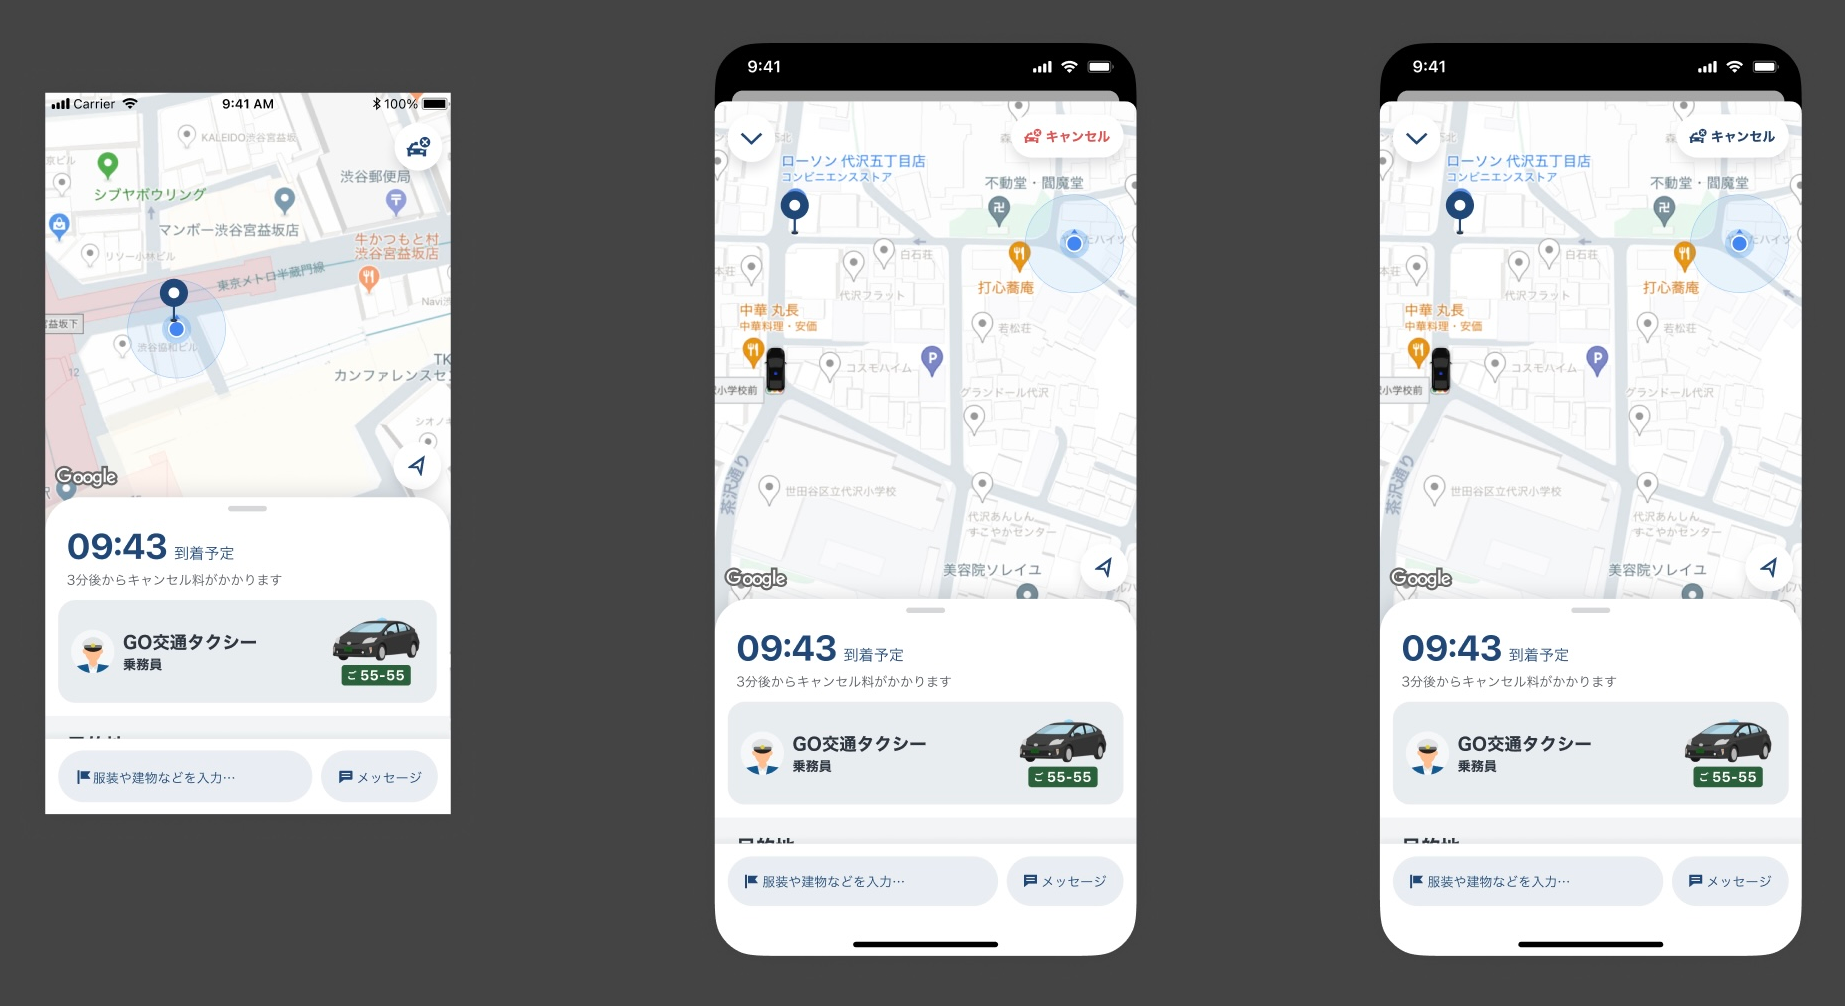 Carrier
9:41 AM
100%
KALEIDO渋谷宮益坂
京ビル
シブヤボウリング
渋谷郵便局
マンボー渋谷宮益坂店
牛かつもと村
渋谷宮益坂店
リソー小林ビル
東京メトロ半蔵門線
Navi渋
益坂下
渋谷協和ビル
12
TK
カンファレンスセ
シオノ
Google
09:43 到着予定
3分後からキャンセル料がかかります
GO交通タクシー
乗務員
ご 55-55
服装や建物などを入力…
メッセージ
9:41
北
森
キャンセル
ローソン 代沢五丁目店
コンビニエンスストア
不動堂・閻魔堂
たハイツ
白石荘
本荘
打心蕎庵
代沢フラット
中華 丸長
中華料理・安価
若松荘
P
コスモハイム
小学校前
グランドール代沢
茶沢通り
世田谷区立代沢小学校
代沢あんしん
すこやかセンター
美容院ソレイユ
Google
09:43 到着予定
3分後からキャンセル料がかかります
GO交通タクシー
乗務員
ご 55-55
目的地
服装や建物などを入力…
メッセージ
9:41
北
森
キャンセル
ローソン 代沢五丁目店
コンビニエンスストア
不動堂・閻魔堂
たハイツ
白石荘
本荘
打心蕎庵
代沢フラット
中華 丸長
中華料理・安価
若松荘
P
コスモハイム
小学校前
グランドール代沢
茶沢通り
世田谷区立代沢小学校
代沢あんしん
すこやかセンター
美容院ソレイユ
Google
09:43 到着予定
3分後からキャンセル料がかかります
GO交通タクシー
乗務員
ご 55-55
目的地
服装や建物などを入力…
メッセージ